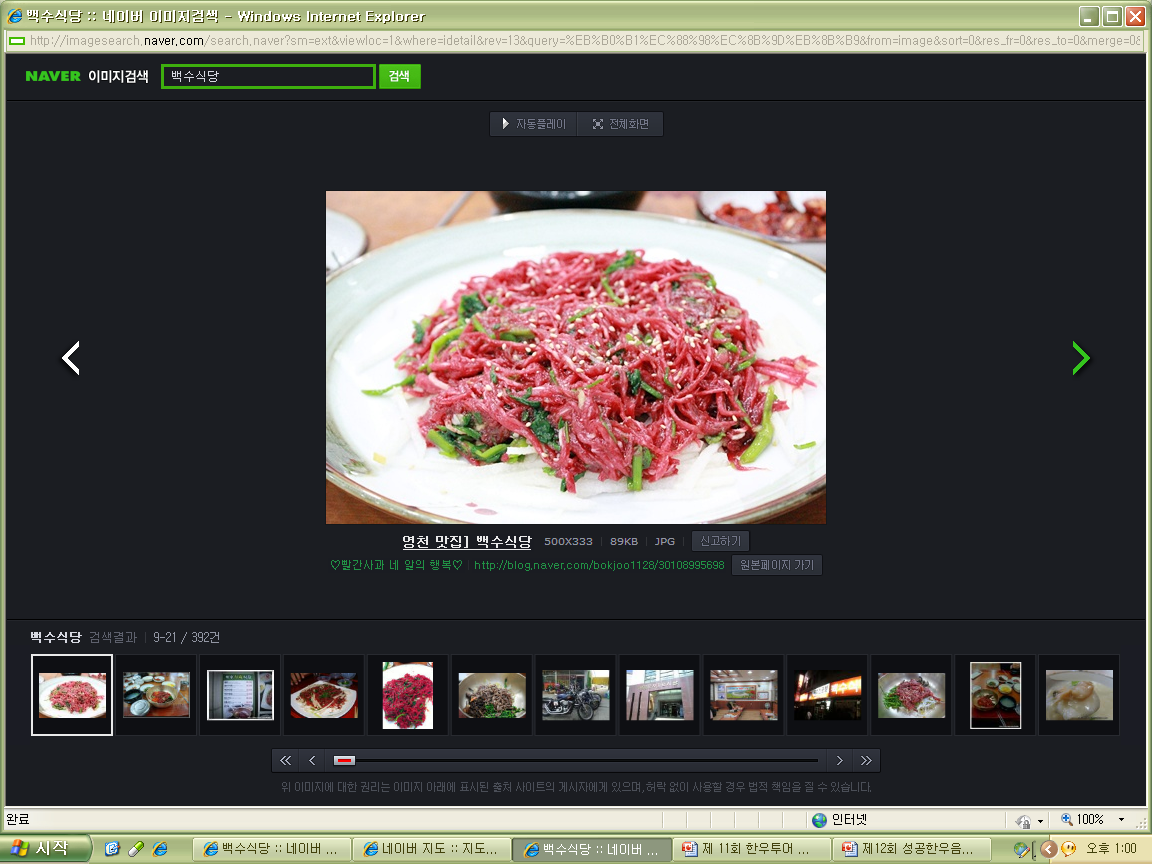 백수식당 :: 네이버 이미지검색 - Windows Internet Explorer
http://imagesearch.naver.com/search.naver?sm=ext&viewloc=1&where=idetail&rev=13&query=%EB%B0%B1%EC%88%98%EC%8B%9D%EB%8B%B9&from=image&sort=0&res_fr=0&res_to=0&merge=0&
NAVER 이미지검색 백수식당 검색
자동플레이 전체화면
영천 맛집] 백수식당 500X333 | 89KB | JPG | 신고하기
♡빨간사과 네 알의 행복♡ | http://blog.naver.com/bokjoo1128/30108995698 원본페이지 가기
백수식당 검색결과 | 9-21 / 392건
위 이미지에 대한 권리는 이미지 아래에 표시된 출처 사이트의 게시자에게 있으며, 허락 없이 사용할 경우 법적 책임을 질 수 있습니다.
완료 인터넷 100%
시작 백수식당 :: 네이버 ... 네이버 지도 :: 지도... 백수식당 :: 네이버 ... 제 11회 한우투어 ... 제12회 성공한우음... 오후 1:00